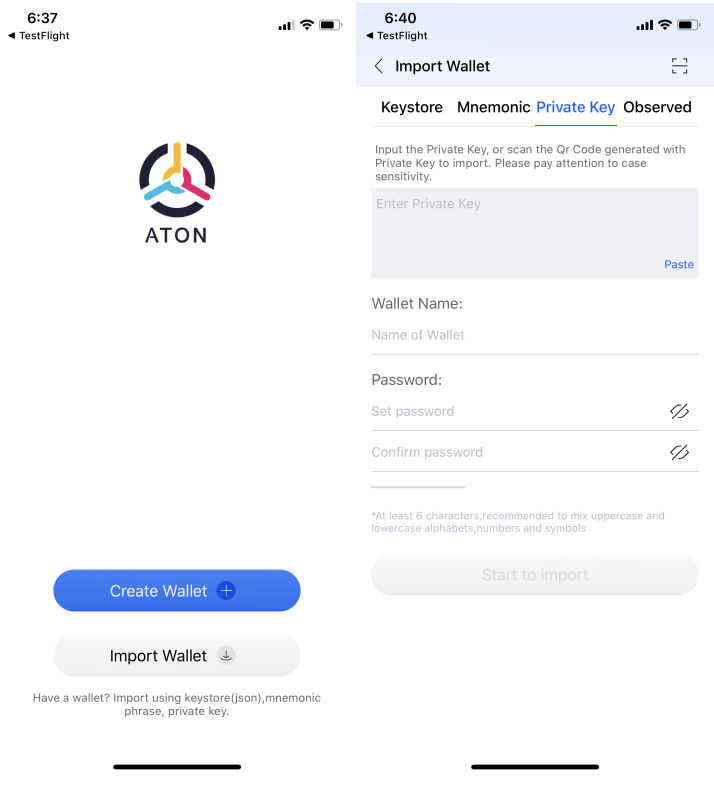 6:37
◀ TestFlight
ATON
Create Wallet
Import Wallet
Have a wallet? Import using keystore(json),mnemonic
phrase, private key.
6:40
◀ TestFlight
Import Wallet
Keystore Mnemonic Private Key Observed
Input the Private Key, or scan the Qr Code generated with
Private Key to import. Please pay attention to case
sensitivity.
Enter Private Key
Paste
Wallet Name:
Name of Wallet
Password:
Set password
Confirm password
*At least 6 characters,recommended to mix uppercase and
lowercase alphabets,numbers and symbols
Start to import